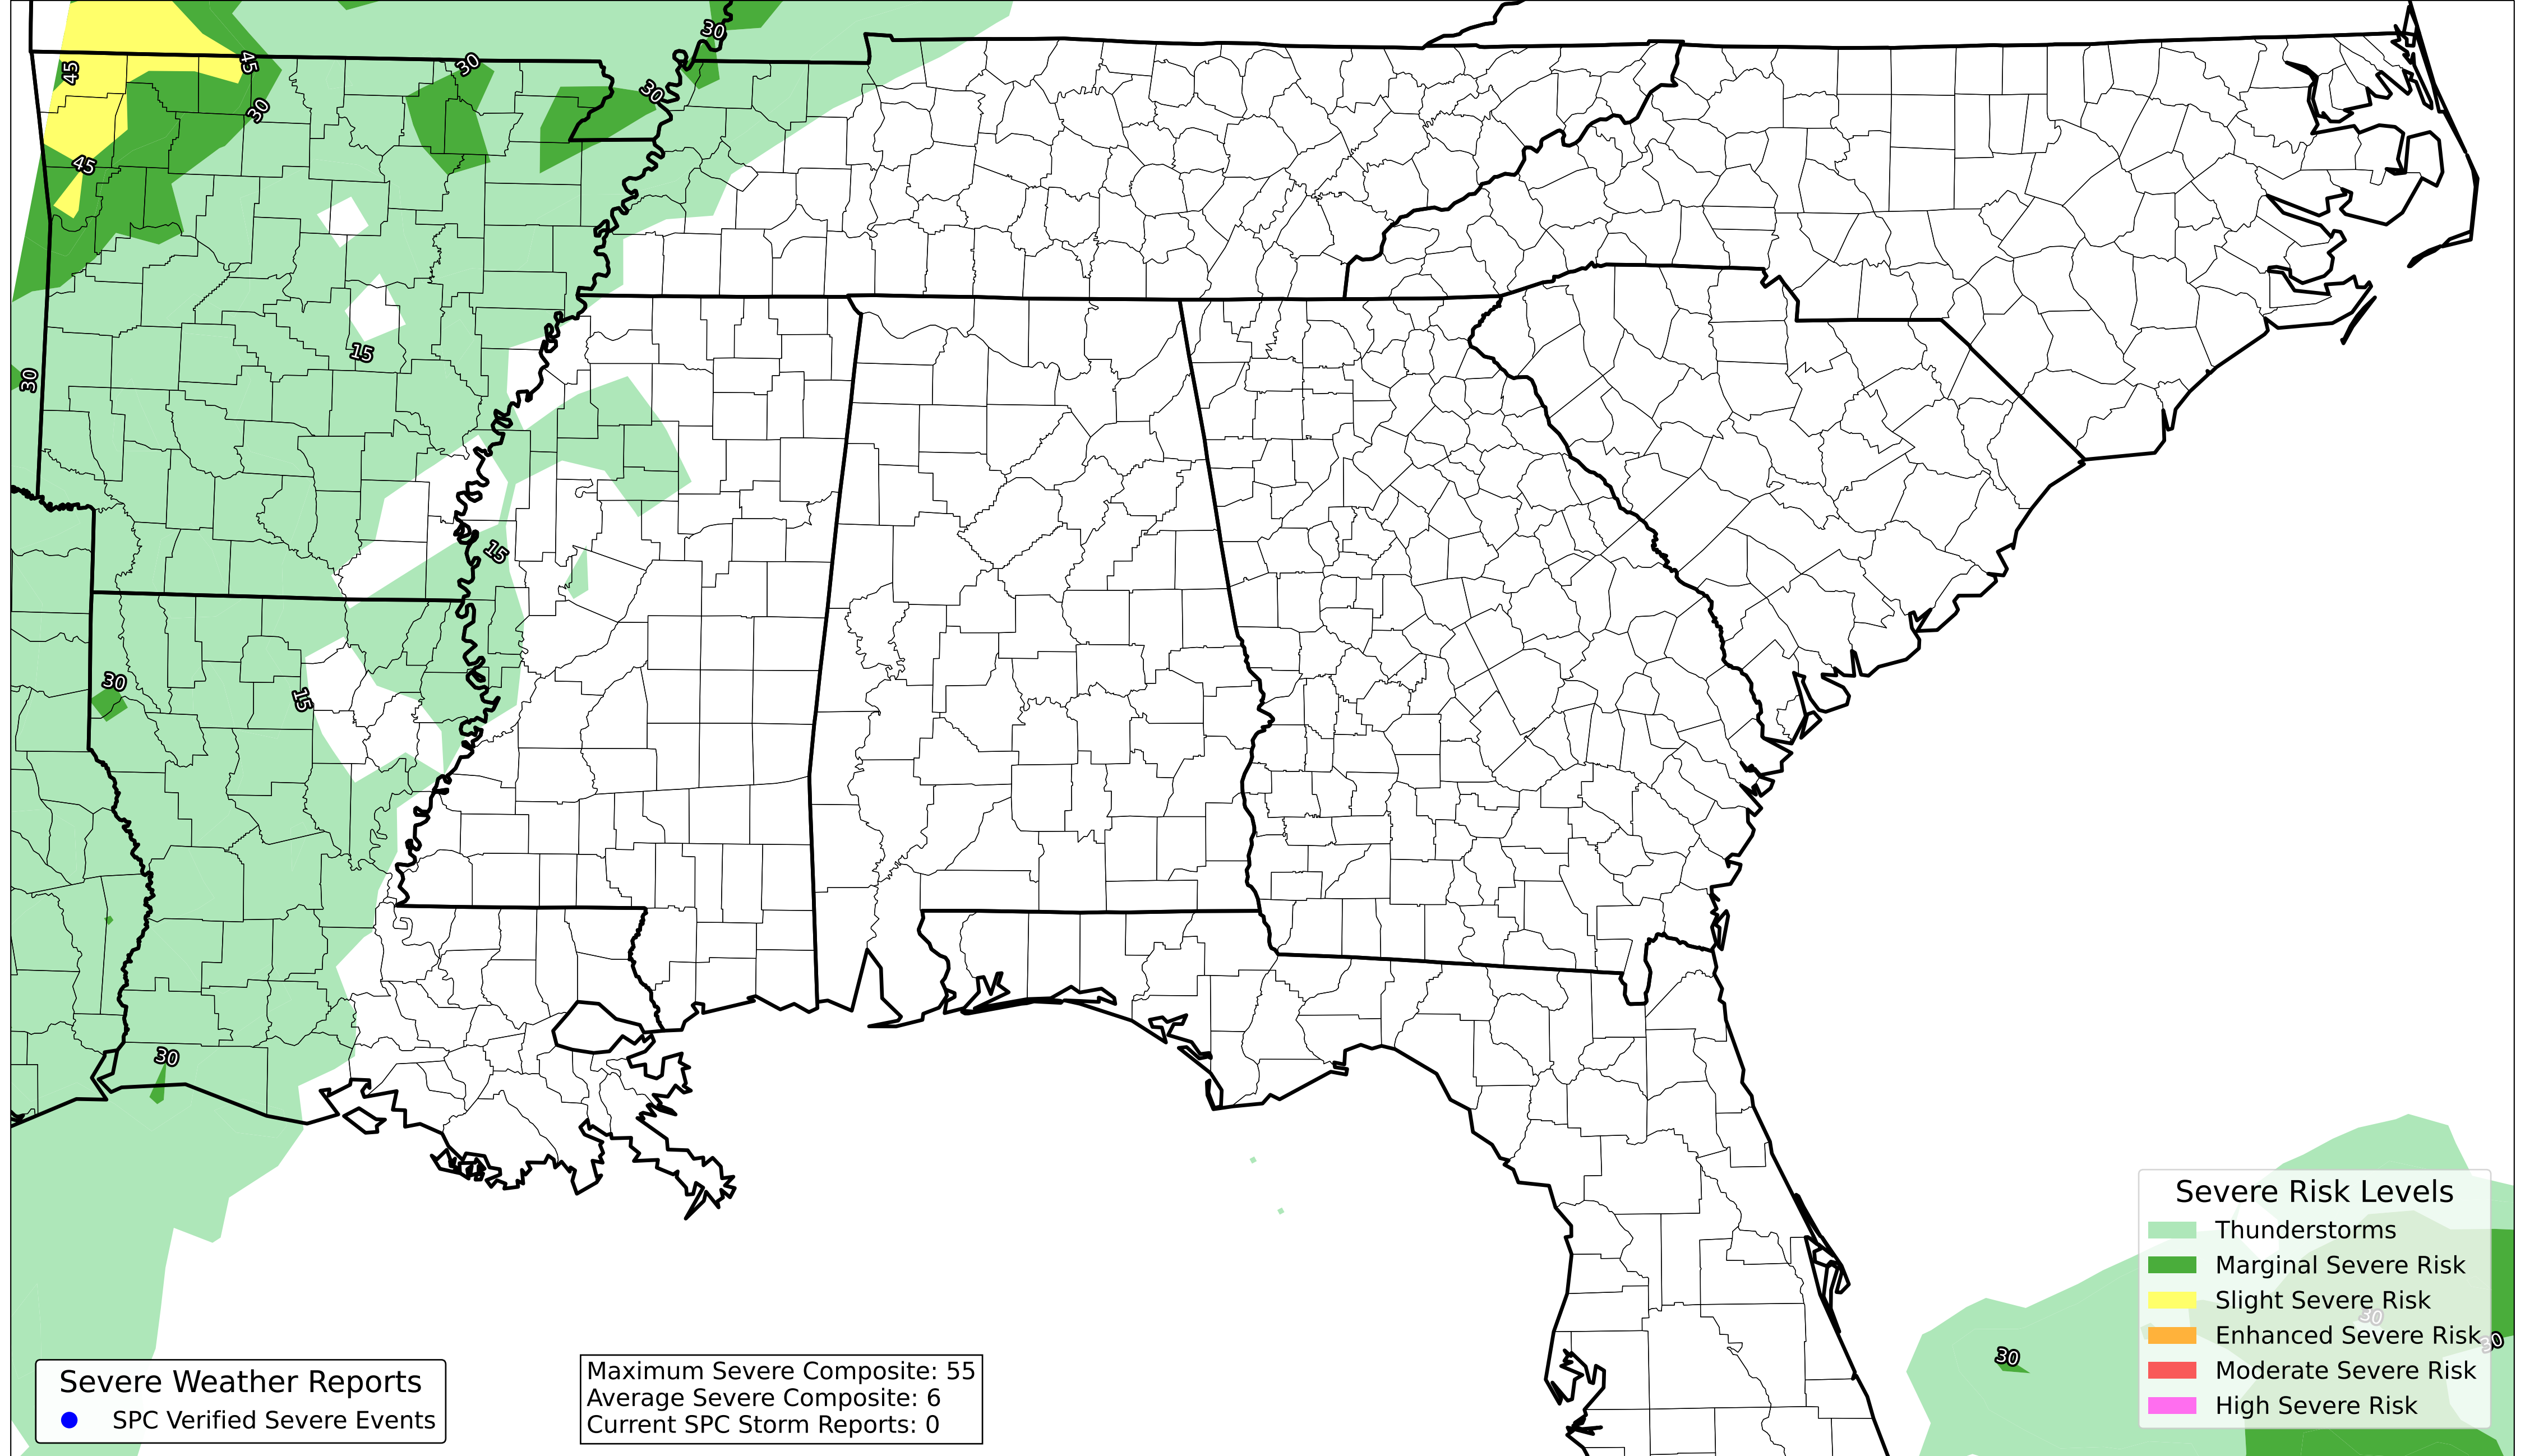 30
45
45
30
30
30
45
15
30
15
30
15
30
30
30
30
Severe Risk Levels
Thunderstorms
Marginal Severe Risk
Slight Severe Risk
Enhanced Severe Risk
Moderate Severe Risk
High Severe Risk
Severe Weather Reports
SPC Verified Severe Events
Maximum Severe Composite: 55
Average Severe Composite: 6
Current SPC Storm Reports: 0